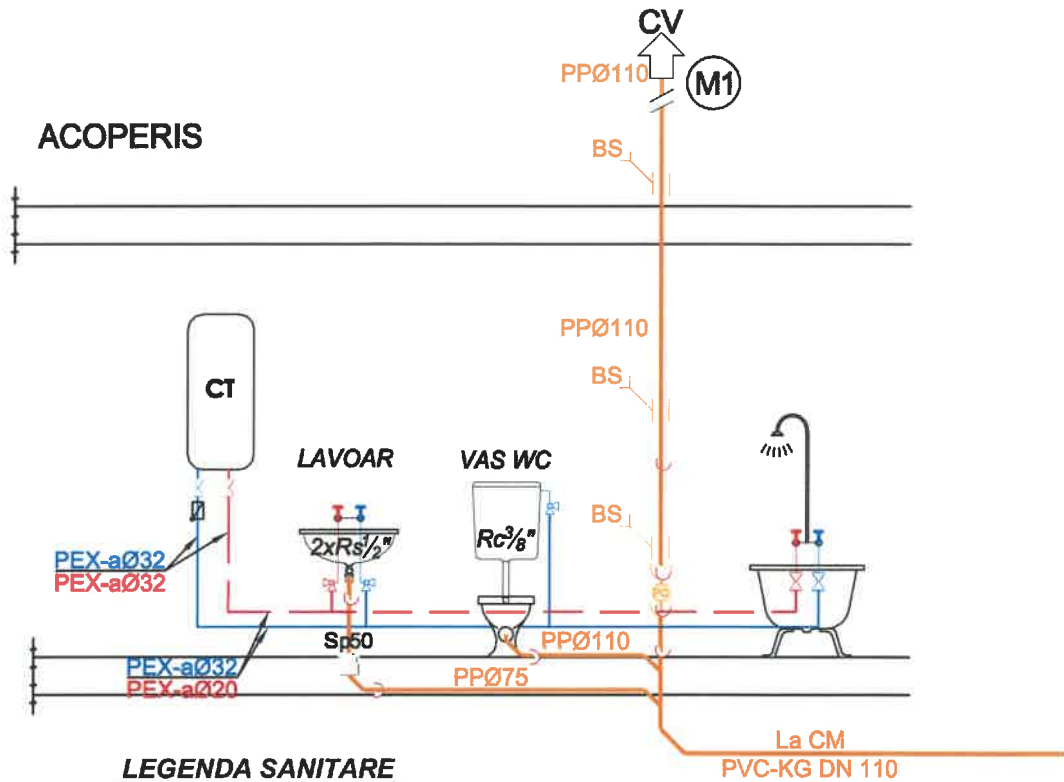 CV
PPØ110
M1
ACOPERIS
BS
PPØ110
BS
CT
LAVOAR
VAS WC
2xRs1/2"
Rc3/8"
BS
PEX-aØ32
PEX-aØ32
Sp50
PPØ110
PEX-aØ32
PEX-aØ20
PPØ75
La CM
PVC-KG DN 110
LEGENDA SANITARE